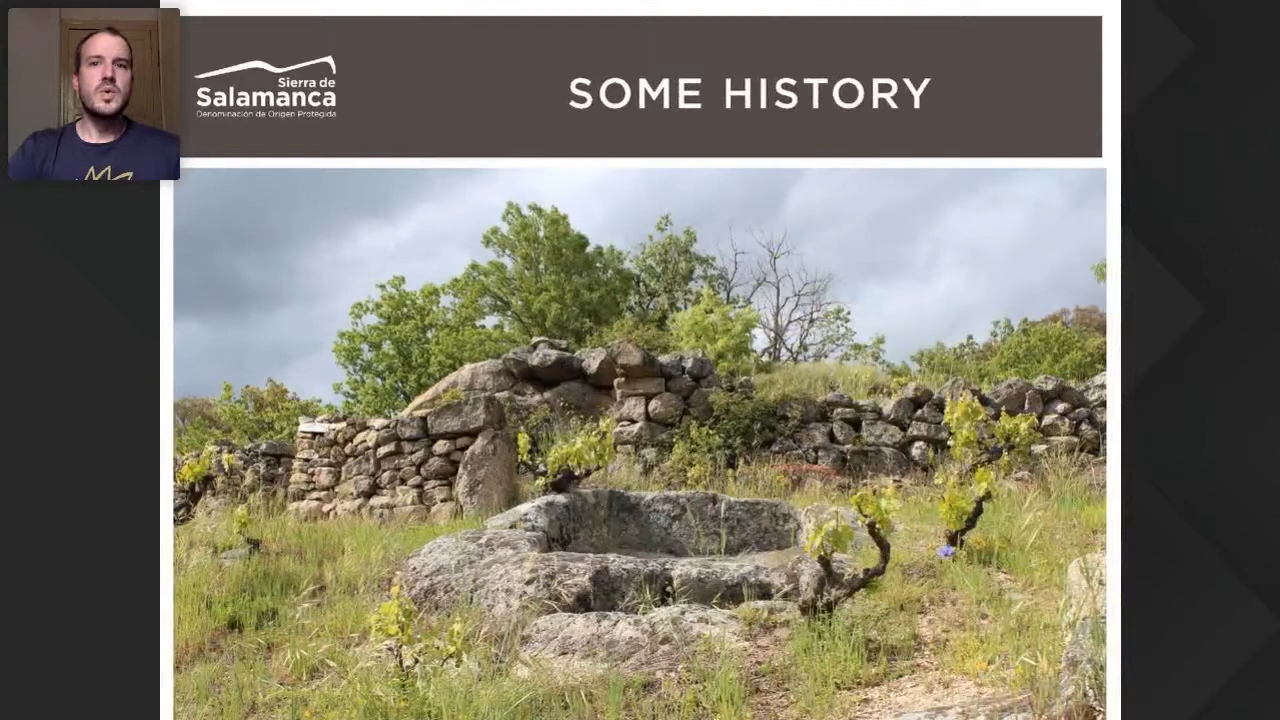 Sierra de
Salamanca
Denominación de Origen Protegida
SOME HISTORY